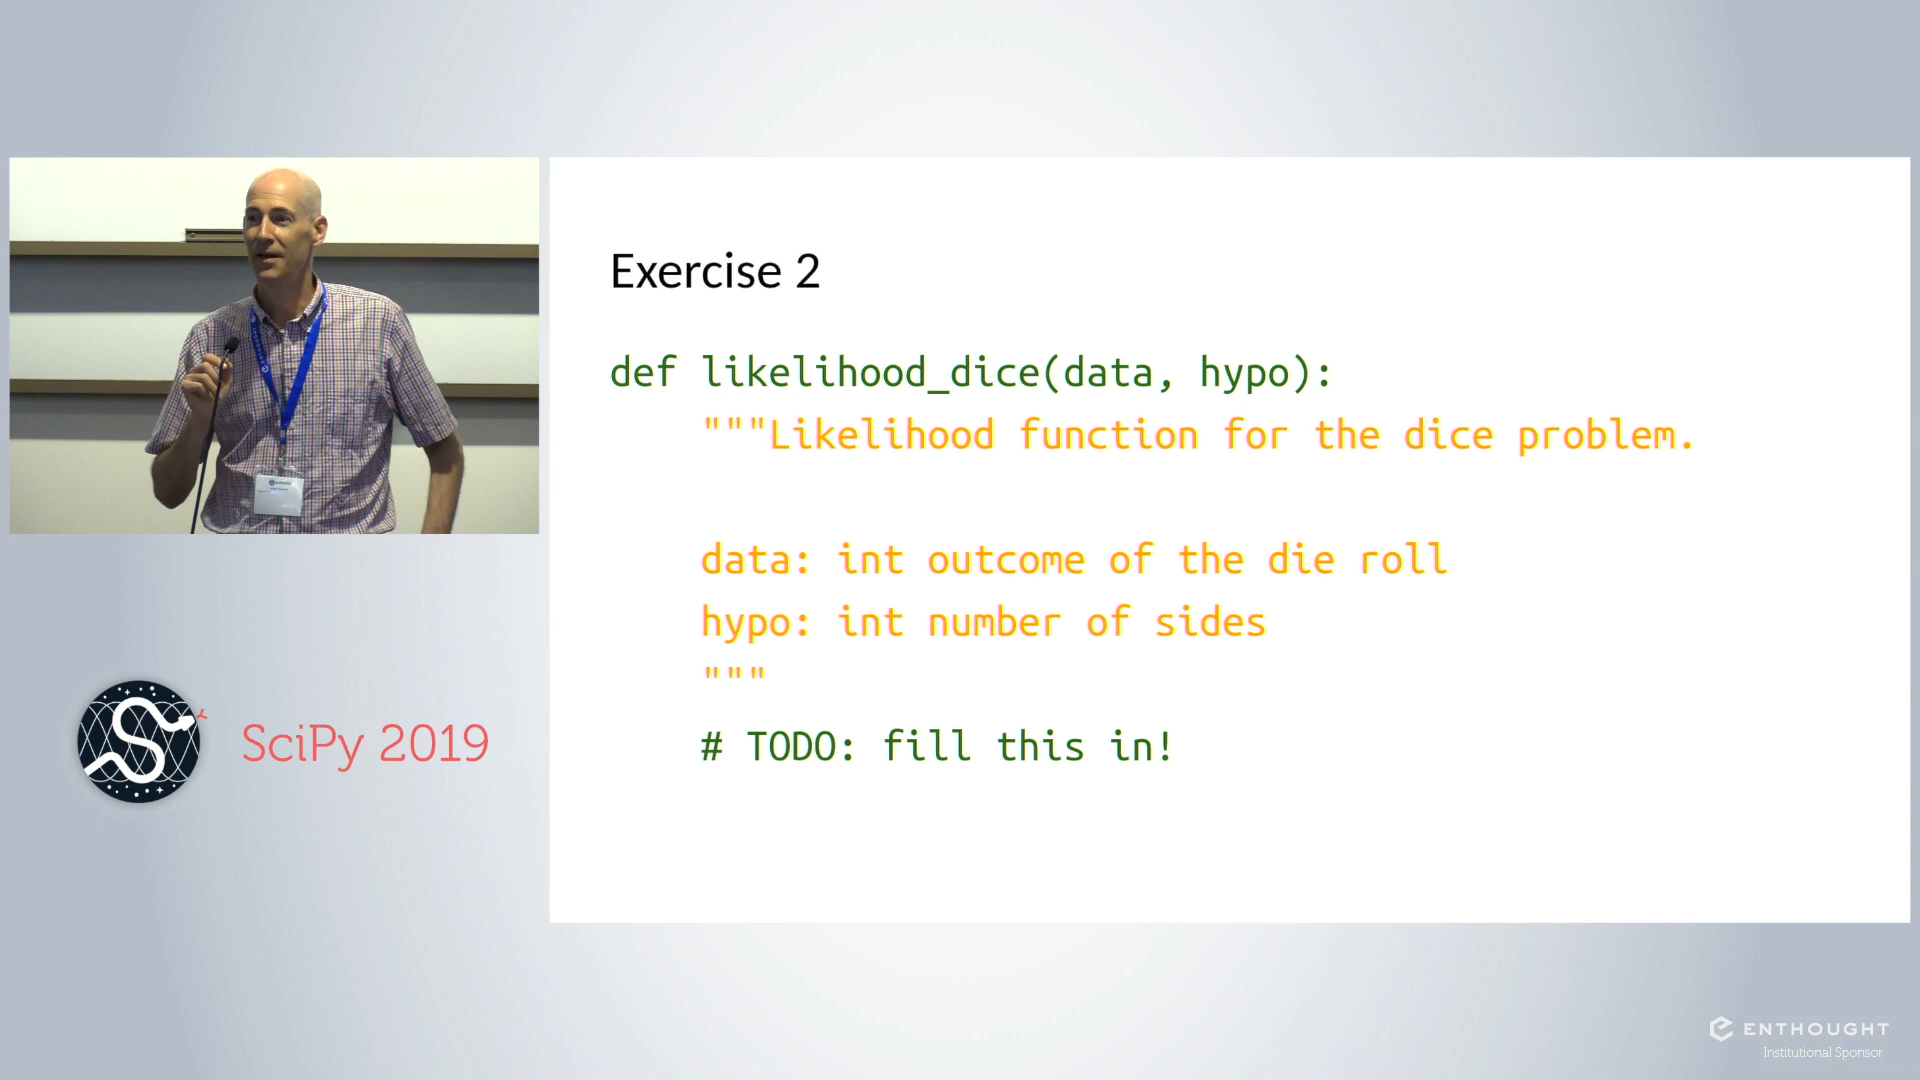 Exercise 2
def likelihood_dice(data, hypo):
"""Likelihood function for the dice problem.
data: int outcome of the die roll
hypo: int number of sides
"""
# TODO: fill this in!
SciPy 2019
ENTHOUGHT
Institutional Sponsor